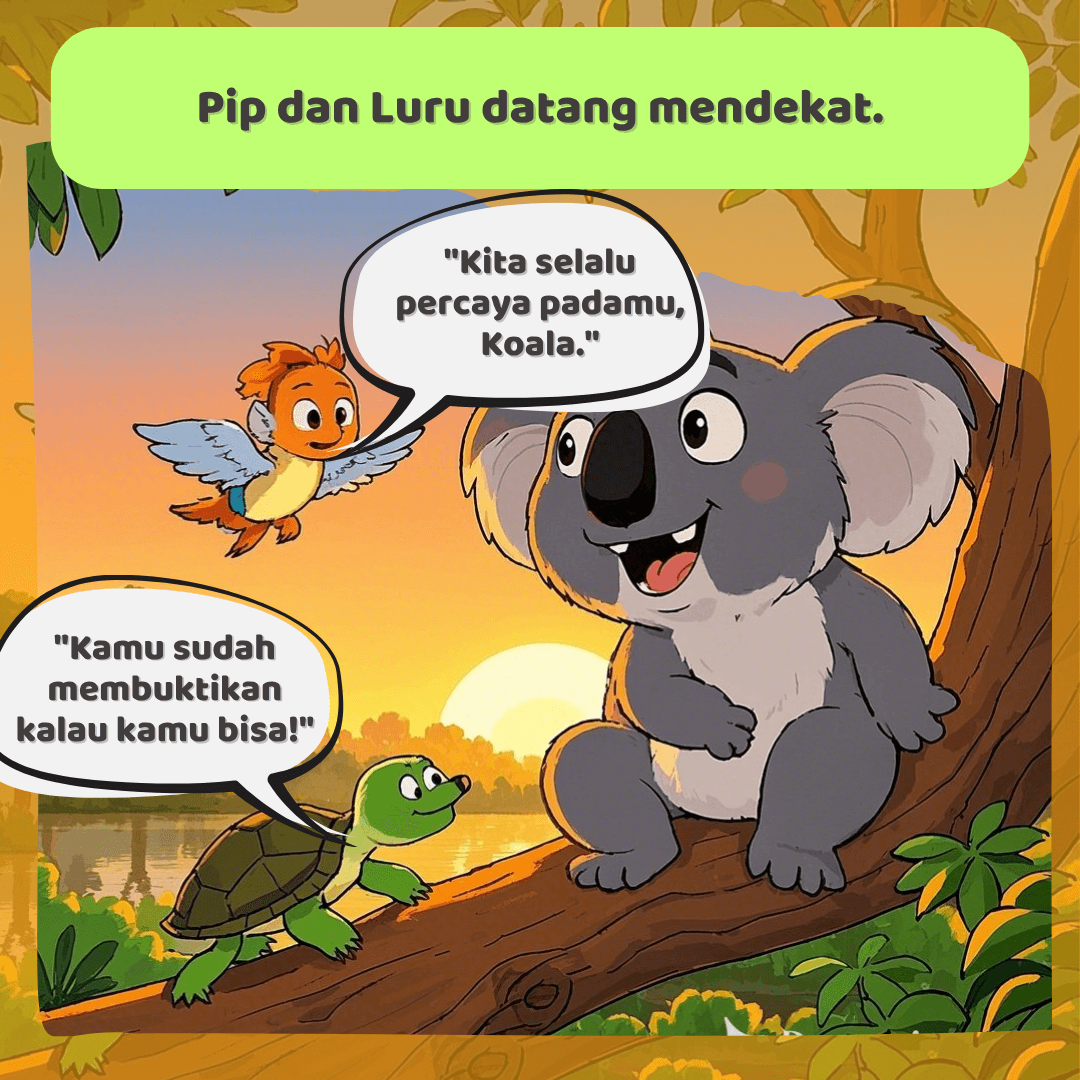 Pip dan Luru datang mendekat.
"Kita selalu
percaya padamu,
Koala."
"Kamu sudah
membuktikan
kalau kamu bisa!"